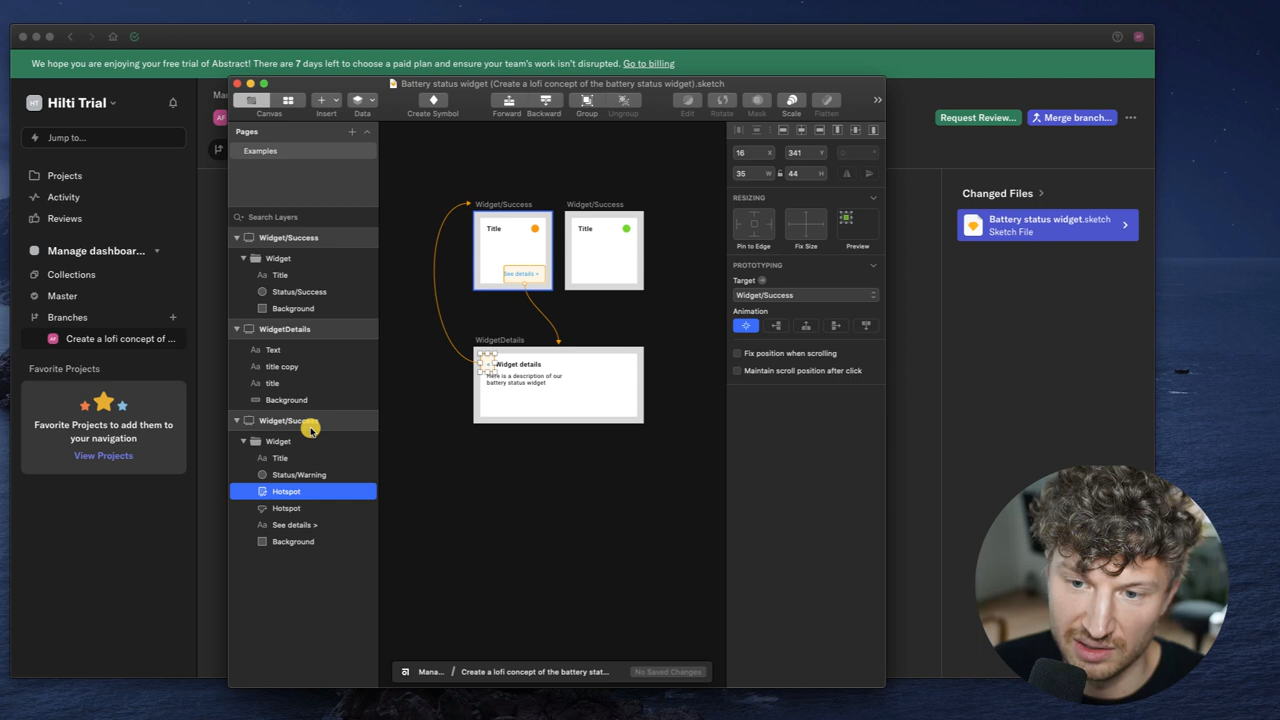 We hope you are enjoying your free trial of Abstract! There are 7 days left to choose a paid plan and ensure your team's work isn't disrupted. Go to billing
HT Hilti Trial
Jump to...
Projects
Activity
Reviews
Manage dashboar...
Collections
Master
Branches
Create a lofi concept of ...
Favorite Projects
Favorite Projects to add them to
your navigation
View Projects
Battery status widget (Create a lofi concept of the battery status widget).sketch
Canvas
Insert
Data
Create Symbol
Forward
Backward
Group
Ungroup
Edit
Rotate
Mask
Scale
Flatten
Pages
Examples
Search Layers
Widget/Success
Widget
Title
Status/Success
Background
WidgetDetails
Text
title copy
title
Background
Widget/Success
Widget
Title
Status/Warning
Hotspot
Hotspot
See details >
Background
Widget/Success
Title
See details >
Widget/Success
Title
WidgetDetails
< Widget details
Here is a description of our
battery status widget
Mana... / Create a lofi concept of the battery stat...
No Saved Changes
16 X 341 Y 0 °
35 W 44 H
RESIZING
Pin to Edge
Fix Size
Preview
PROTOTYPING
Target
Widget/Success
Animation
Fix position when scrolling
Maintain scroll position after click
Request Review...
Merge branch...
Changed Files
Battery status widget.sketch
Sketch File